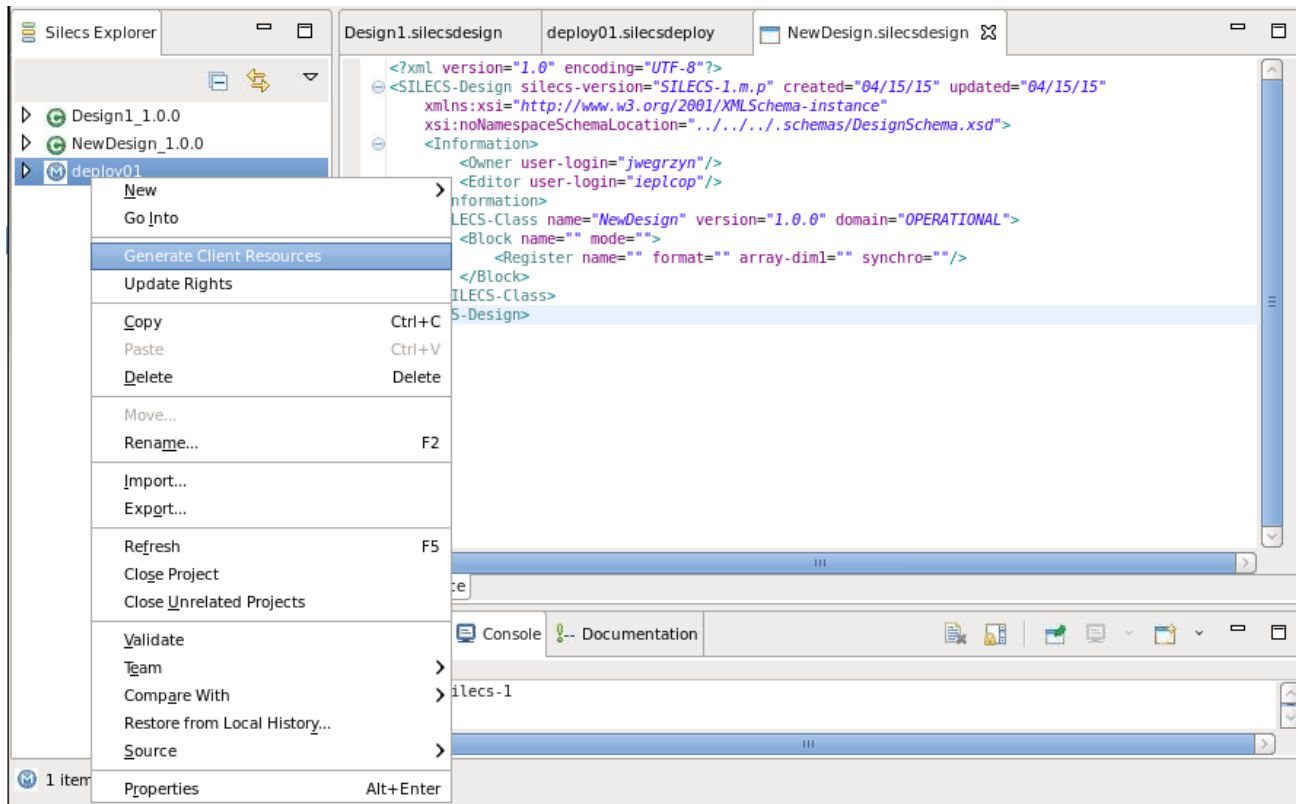 Silecs Explorer
Design1_1.0.0
NewDesign_1.0.0
deploy01
Design1.silecsdesign
deploy01.silecsdeploy
NewDesign.silecsdesign
<?xml version="1.0" encoding="UTF-8"?>
<SILECS-Design silecs-version="SILECS-1.m.p" created="04/15/15" updated="04/15/15"
xmlns:xsi="http://www.w3.org/2001/XMLSchema-instance"
xsi:noNamespaceSchemaLocation="../../../.schemas/DesignSchema.xsd">
<Information>
<Owner user-login="jwegrzyn"/>
<Editor user-login="ieplcop"/>
nformation>
LECS-Class name="NewDesign" version="1.0.0" domain="OPERATIONAL">
<Block name="" mode="">
<Register name="" format="" array-dim1="" synchro=""/>
</Block>
ILECS-Class>
S-Design>
New
Go Into
Generate Client Resources
Update Rights
Copy Ctrl+C
Paste Ctrl+V
Delete Delete
Move...
Rename... F2
Import...
Export...
Refresh F5
Close Project
Close Unrelated Projects
Validate
Team
Compare With
Restore from Local History...
Source
Properties Alt+Enter
ce
Console
Documentation
ilecs-1
1 item